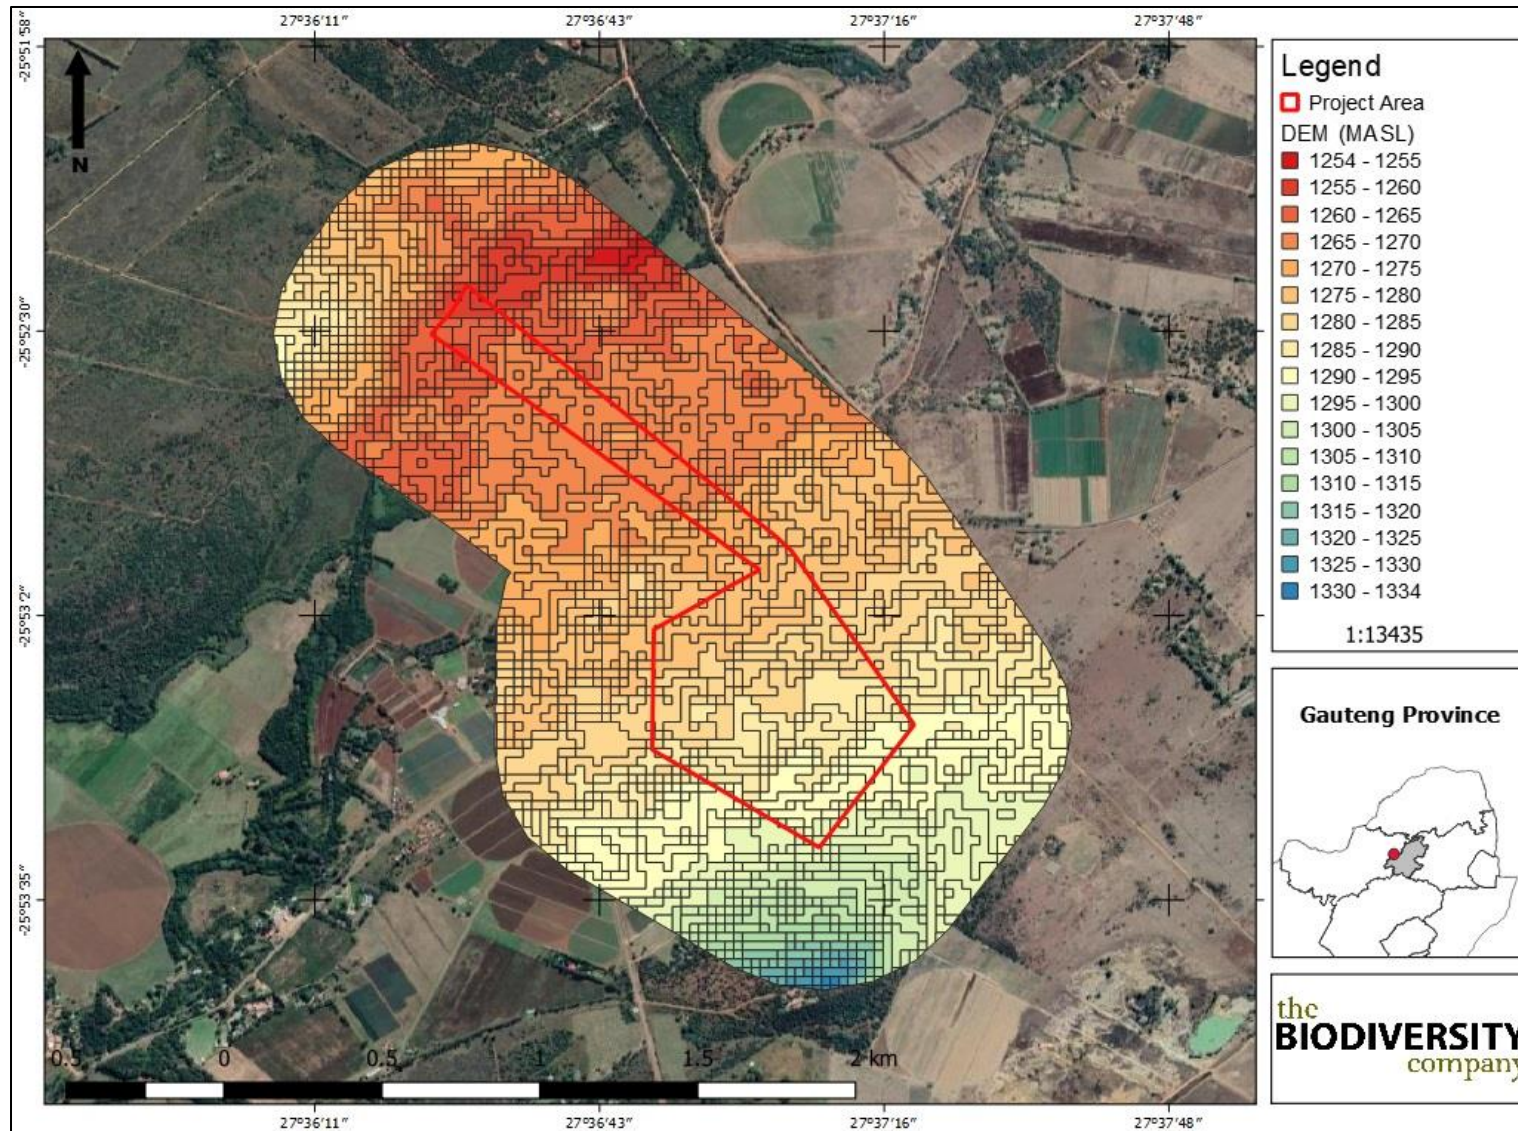 27°36'11" 27°36'43" 27°37'16" 27°37'48"
-25°51'58"
-25°52'30"
-25°53'2"
-25°53'35"
N
0.5 0 0.5 1 1.5 2 km
27°36'11" 27°36'43" 27°37'16" 27°37'48"
Legend
Project Area
DEM (MASL)
1254 - 1255
1255 - 1260
1260 - 1265
1265 - 1270
1270 - 1275
1275 - 1280
1280 - 1285
1285 - 1290
1290 - 1295
1295 - 1300
1300 - 1305
1305 - 1310
1310 - 1315
1315 - 1320
1320 - 1325
1325 - 1330
1330 - 1334
1:13435
Gauteng Province
the
BIODIVERSITY
company